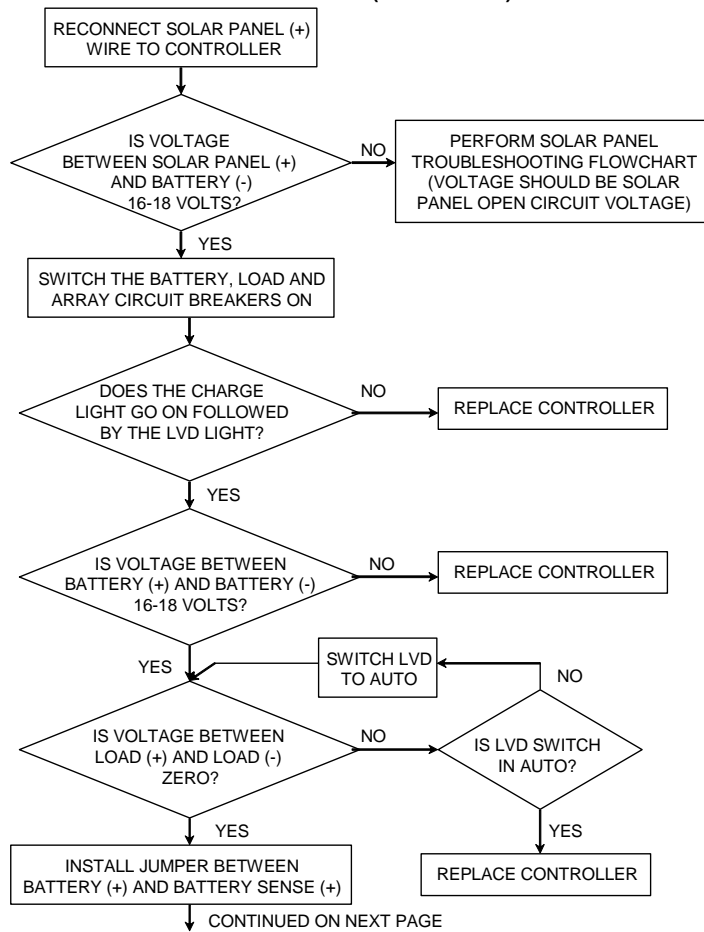 RECONNECT SOLAR PANEL (+)
WIRE TO CONTROLLER
IS VOLTAGE
BETWEEN SOLAR PANEL (+)
AND BATTERY (-)
16-18 VOLTS?
NO
PERFORM SOLAR PANEL
TROUBLESHOOTING FLOWCHART
(VOLTAGE SHOULD BE SOLAR
PANEL OPEN CIRCUIT VOLTAGE)
YES
SWITCH THE BATTERY, LOAD AND
ARRAY CIRCUIT BREAKERS ON
DOES THE CHARGE
LIGHT GO ON FOLLOWED
BY THE LVD LIGHT?
NO
REPLACE CONTROLLER
YES
IS VOLTAGE BETWEEN
BATTERY (+) AND BATTERY (-)
16-18 VOLTS?
NO
REPLACE CONTROLLER
YES
SWITCH LVD
TO AUTO
NO
IS VOLTAGE BETWEEN
LOAD (+) AND LOAD (-)
ZERO?
NO
IS LVD SWITCH
IN AUTO?
YES
YES
INSTALL JUMPER BETWEEN
BATTERY (+) AND BATTERY SENSE (+)
REPLACE CONTROLLER
CONTINUED ON NEXT PAGE